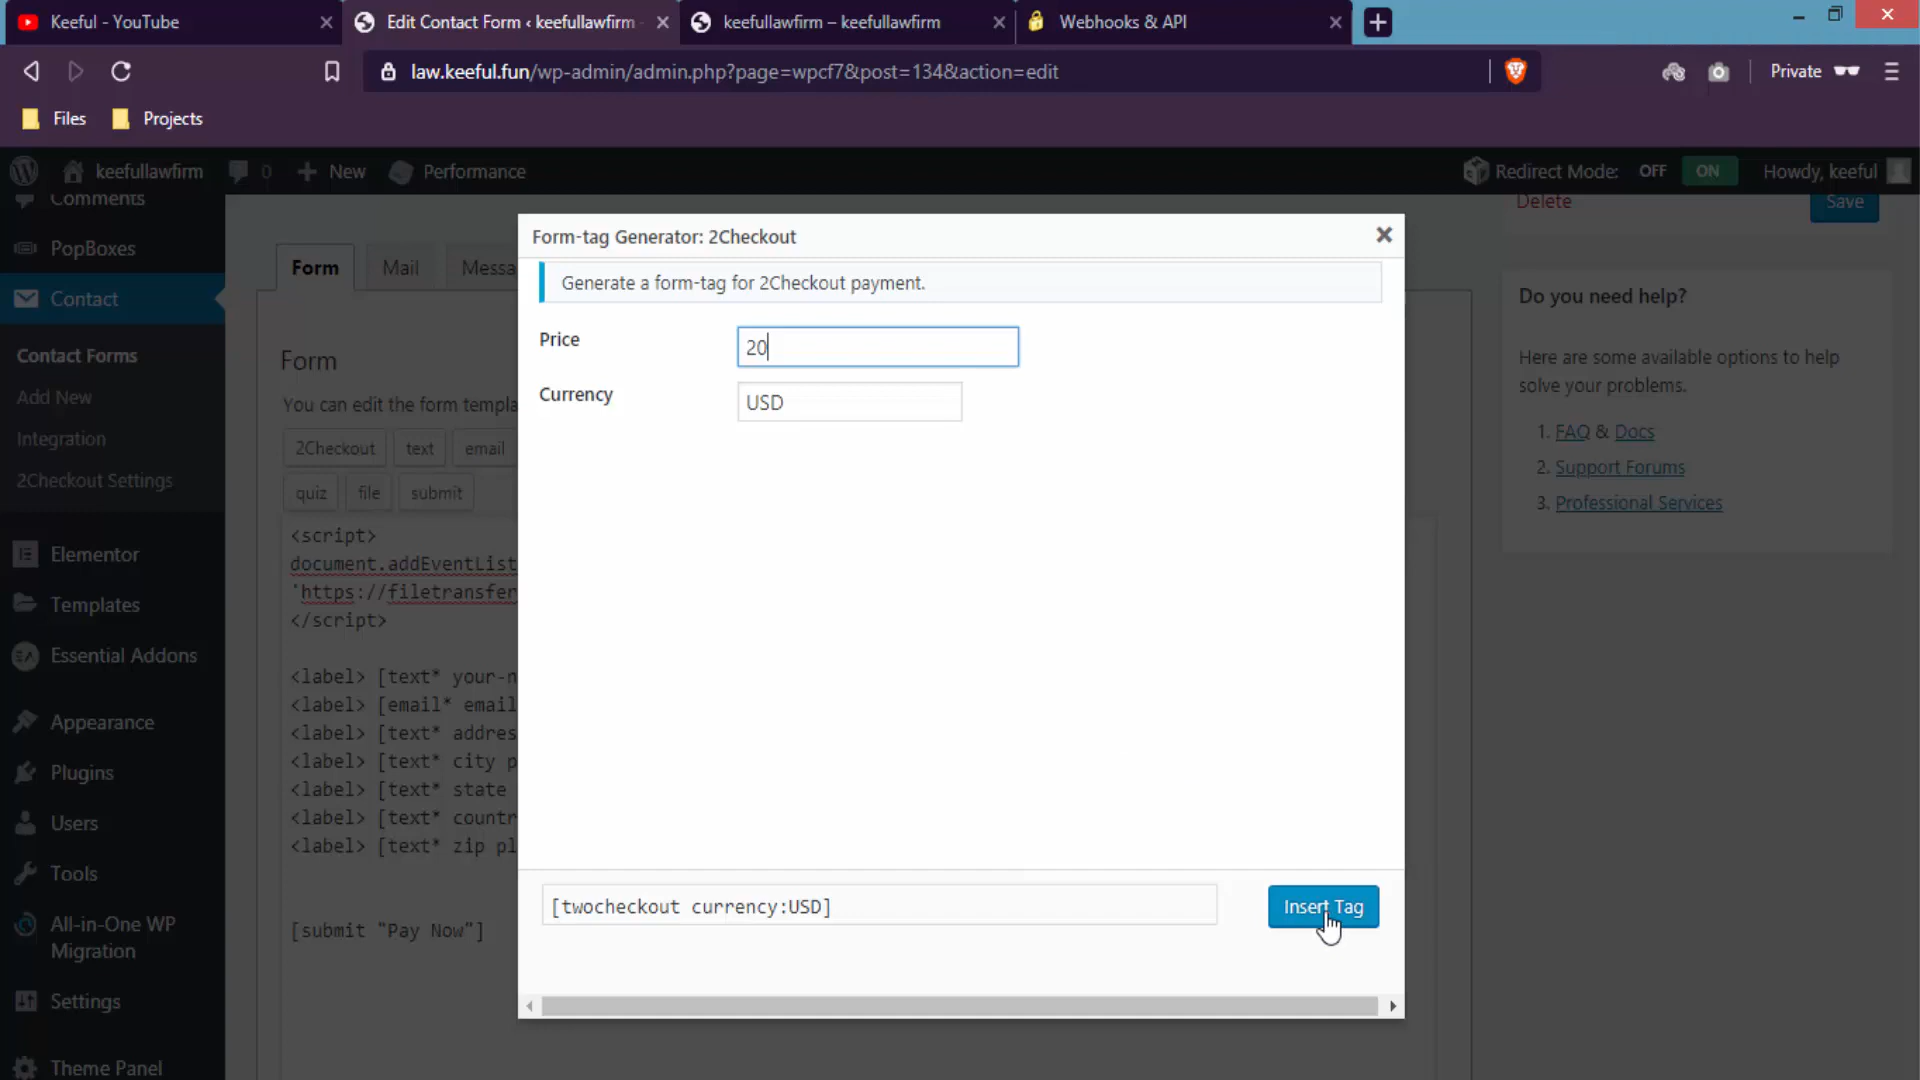 Keeful - YouTube
Edit Contact Form ‹ keefullawfirm
keefullawfirm – keefullawfirm
Webhooks & API
law.keeful.fun/wp-admin/admin.php?page=wpcf7&post=134&action=edit
Private
Files
Projects
keefullawfirm
0
New
Performance
Redirect Mode:
OFF
ON
Howdy, keeful
Comments
PopBoxes
Contact
Contact Forms
Add New
Integration
2Checkout Settings
Elementor
Templates
Essential Addons
Appearance
Plugins
Users
Tools
All-in-One WP
Migration
Settings
Theme Panel
Form
Mail
Messa
Form
You can edit the form templa
2Checkout
text
email
quiz
file
submit
<script>
document.addEventList
'https://filetransfer
</script>
<label> [text* your-n
<label> [email* email
<label> [text* addres
<label> [text* city p
<label> [text* state
<label> [text* countr
<label> [text* zip pl
[submit "Pay Now"]
Form-tag Generator: 2Checkout
Generate a form-tag for 2Checkout payment.
Price
20
Currency
USD
[twocheckout currency:USD]
Insert Tag
Delete
Save
Do you need help?
Here are some available options to help
solve your problems.
1. FAQ & Docs
2. Support Forums
3. Professional Services